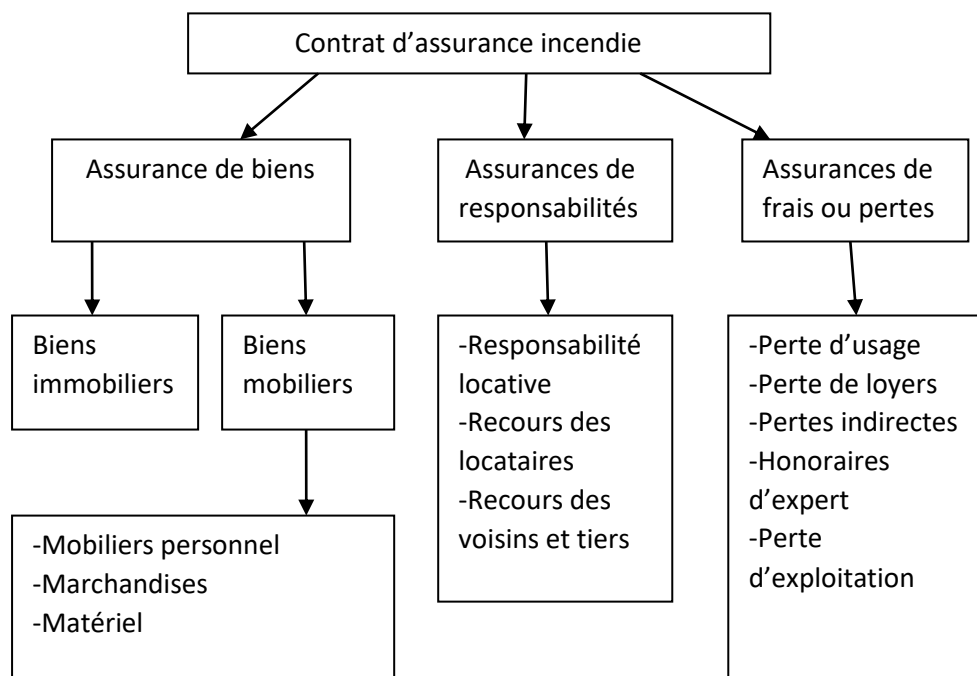 Contrat d’assurance incendie
Assurance de biens
Assurances de
responsabilités
Assurances de
frais ou pertes
Biens
immobiliers
Biens
mobiliers
-Responsabilité
locative
-Recours des
locataires
-Recours des
voisins et tiers
-Perte d’usage
-Perte de loyers
-Pertes indirectes
-Honoraires
d’expert
-Perte
d’exploitation
-Mobiliers personnel
-Marchandises
-Matériel